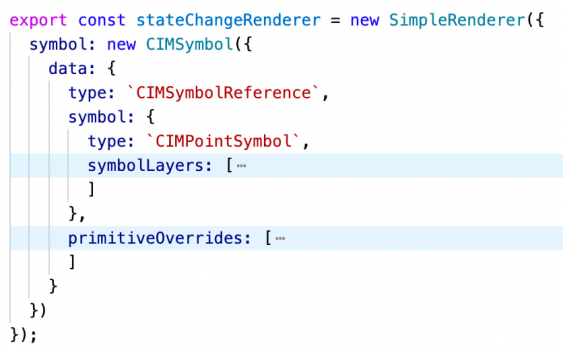 export const stateChangeRenderer = new SimpleRenderer({
  symbol: new CIMSymbol({
    data: {
      type: `CIMSymbolReference`,
      symbol: {
        type: `CIMPointSymbol`,
        symbolLayers: [⋯
        ]
      },
      primitiveOverrides: [⋯
      ]
    }
  })
});